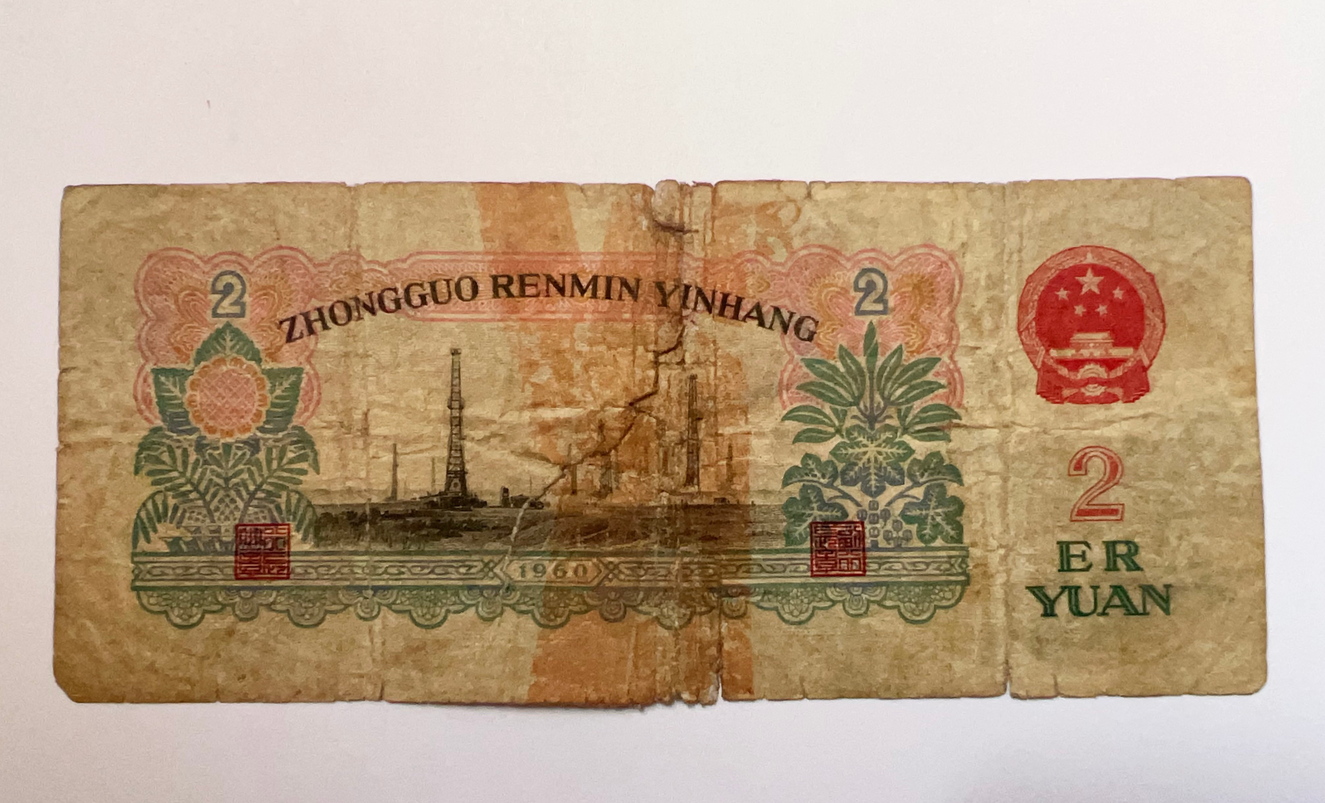 2
ZHONGGUO RENMIN YINHANG
2
1960
2
ER
YUAN